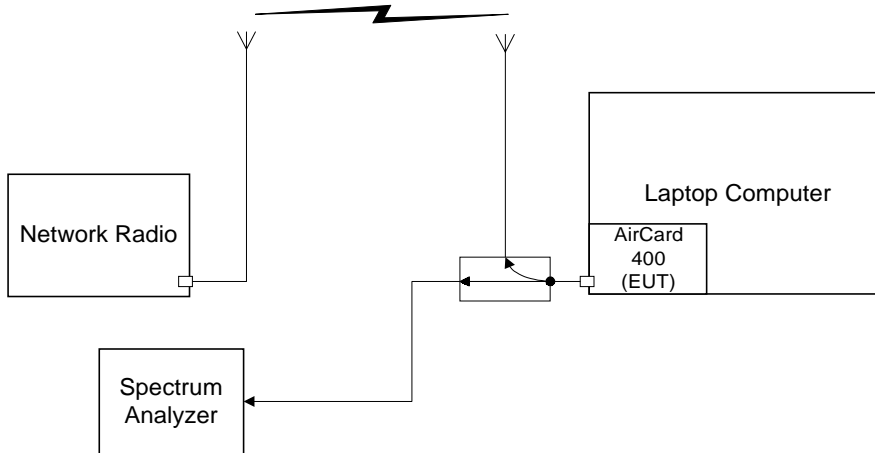 Laptop Computer
Network Radio
AirCard
400
(EUT)
Spectrum
Analyzer